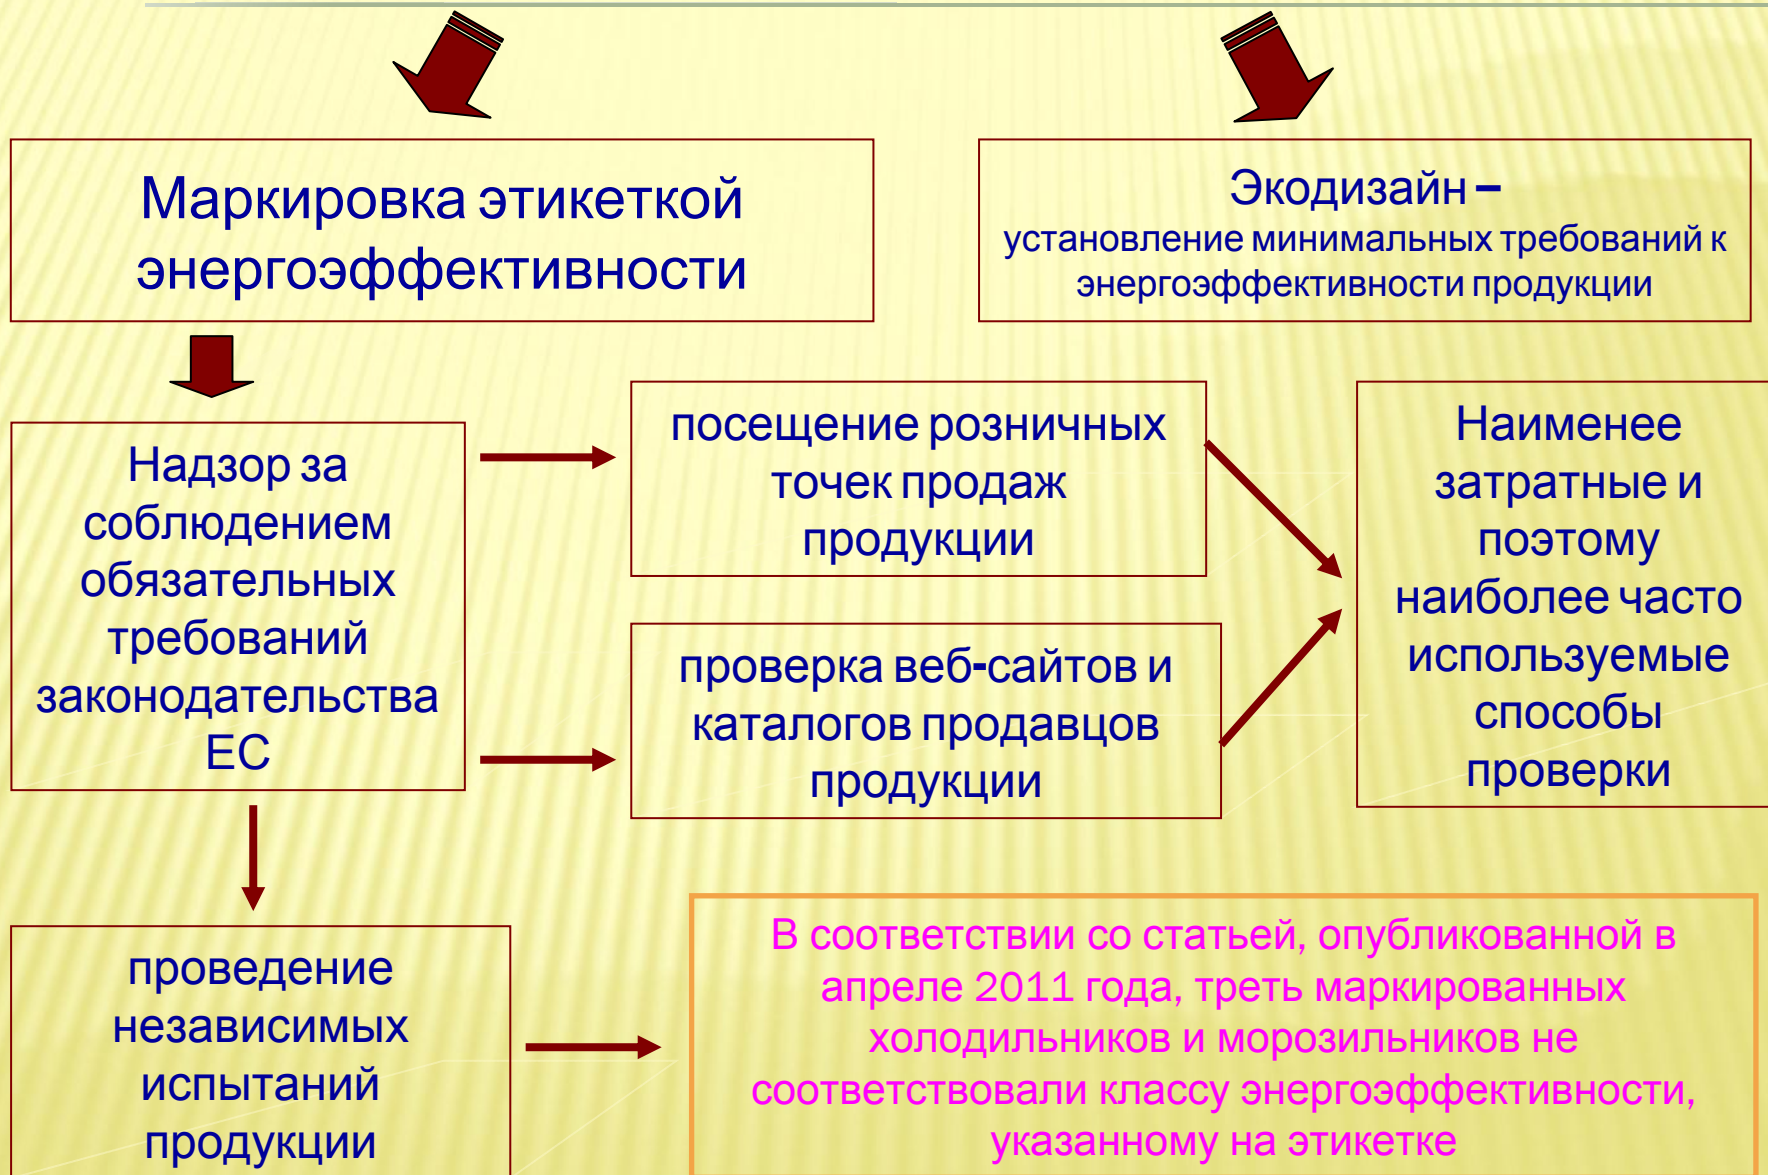 Маркировка этикеткой
энергоэффективности
Экодизайн –
установление минимальных требований к
энергоэффективности продукции
Надзор за
соблюдением
обязательных
требований
законодательства
ЕС
посещение розничных
точек продаж
продукции
проверка веб-сайтов и
каталогов продавцов
продукции
Наименее
затратные и
поэтому
наиболее часто
используемые
способы
проверки
проведение
независимых
испытаний
продукции
В соответствии со статьей, опубликованной в
апреле 2011 года, треть маркированных
холодильников и морозильников не
соответствовали классу энергоэффективности,
указанному на этикетке